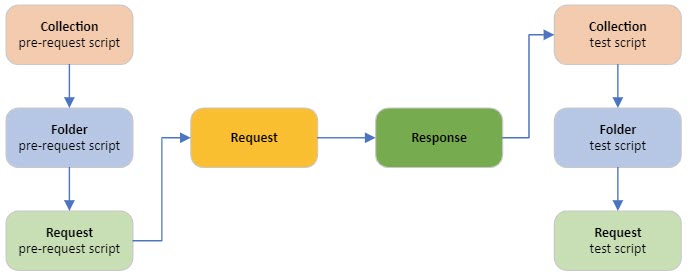 Collection
pre-request script
Folder
pre-request script
Request
pre-request script
Request
Response
Collection
test script
Folder
test script
Request
test script